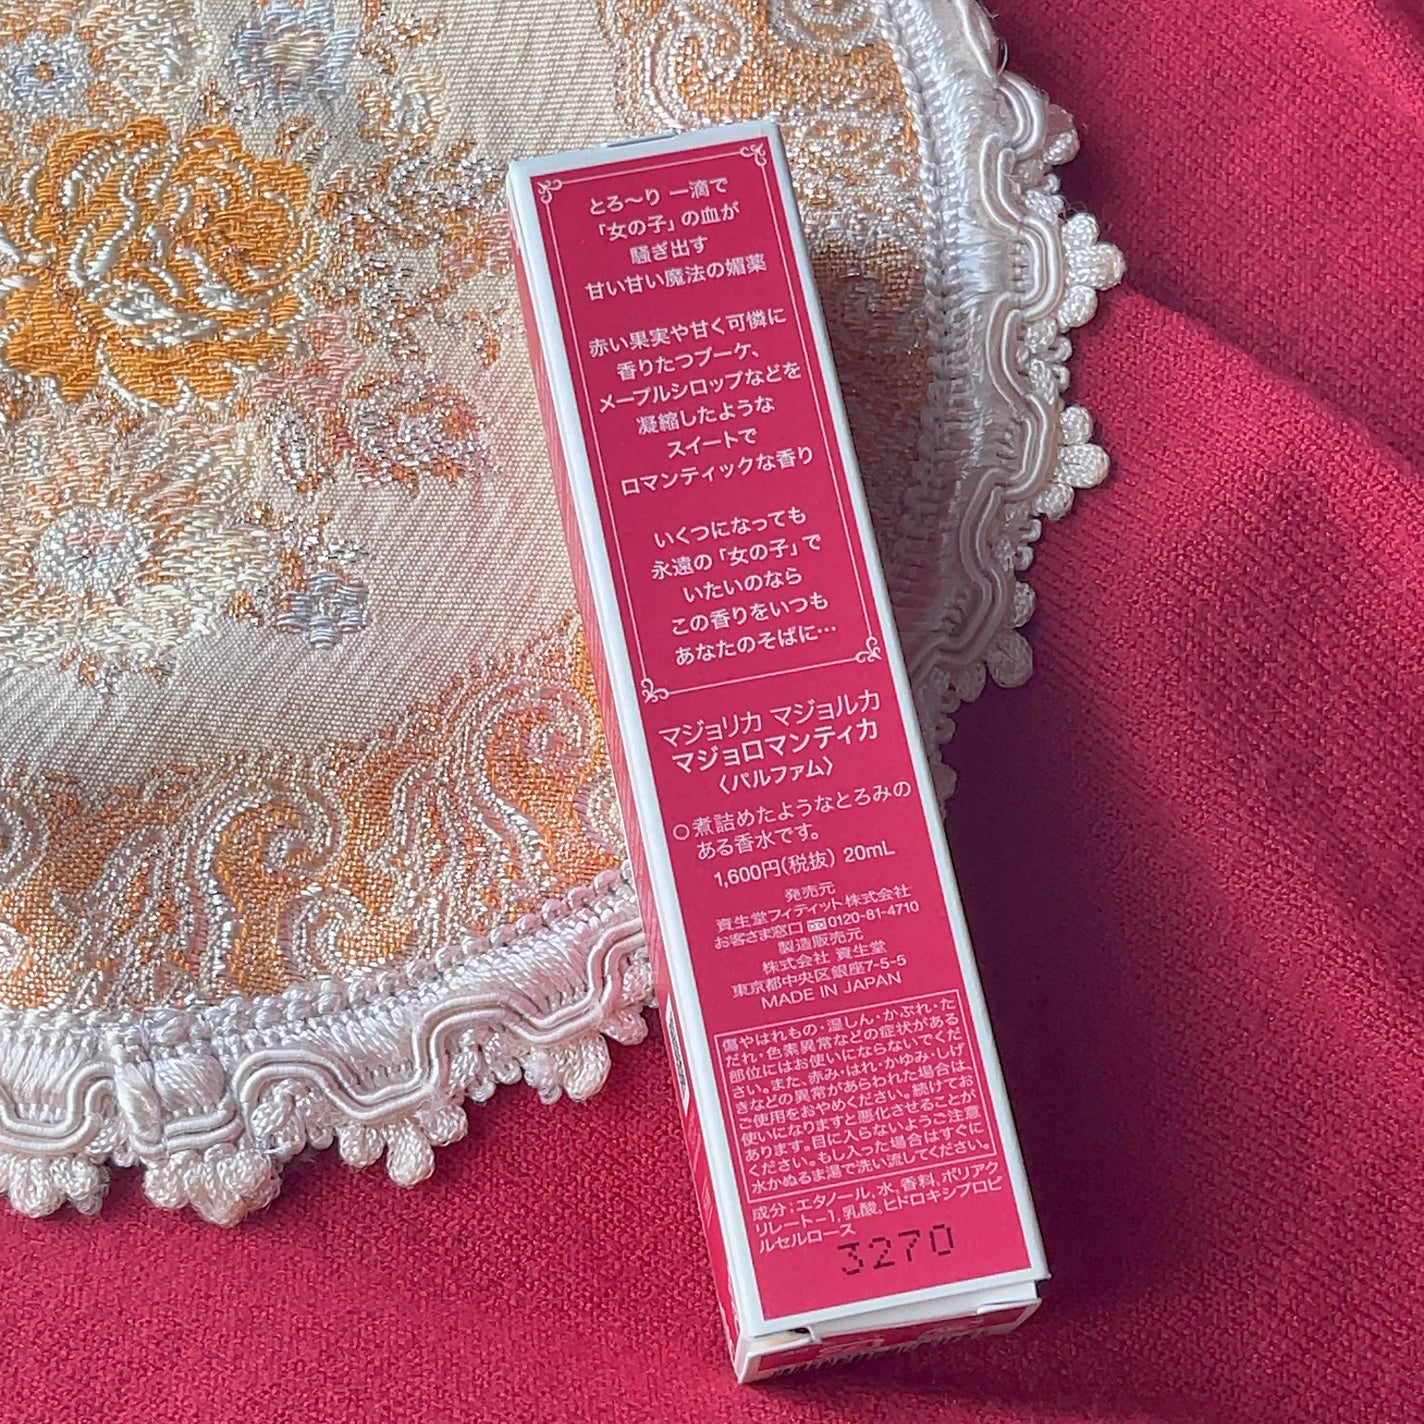 とろ〜り 一滴で
「女の子」の血が
騒ぎ出す
甘い甘い魔法の媚薬
赤い果実や甘く可憐に
香りたつブーケ、
メープルシロップなどを
凝縮したような
スイートで
ロマンティックな香り
いくつになっても
永遠の「女の子」で
いたいのなら
この香りをいつも
あなたのそばに…
マジョリカ マジョルカ
マジョロマンティカ
〈パルファム〉
○煮詰めたようなとろみの
ある香水です。
1,600円(税抜) 20mL
発売元
資生堂フィティット株式会社
お客さま窓口 0120-81-4710
製造販売元
株式会社 資生堂
東京都中央区銀座7-5-5
MADE IN JAPAN
傷やはれもの・湿しん・かぶれ・た
だれ・色素異常などの症状がある
部位にはお使いにならないでくだ
さい。また、赤み・はれ・かゆみ・しげ
きなどの異常があらわれた場合は、
ご使用をおやめください。続けてお
使いになりますと悪化させることが
あります。目に入らないようご注意
ください。もし入った場合はすぐに
水かぬるま湯で洗い流してください。
成分;エタノール,水,香料,ポリアク
リレート-1,乳酸,ヒドロキシプロピ
ルセルロース
3270